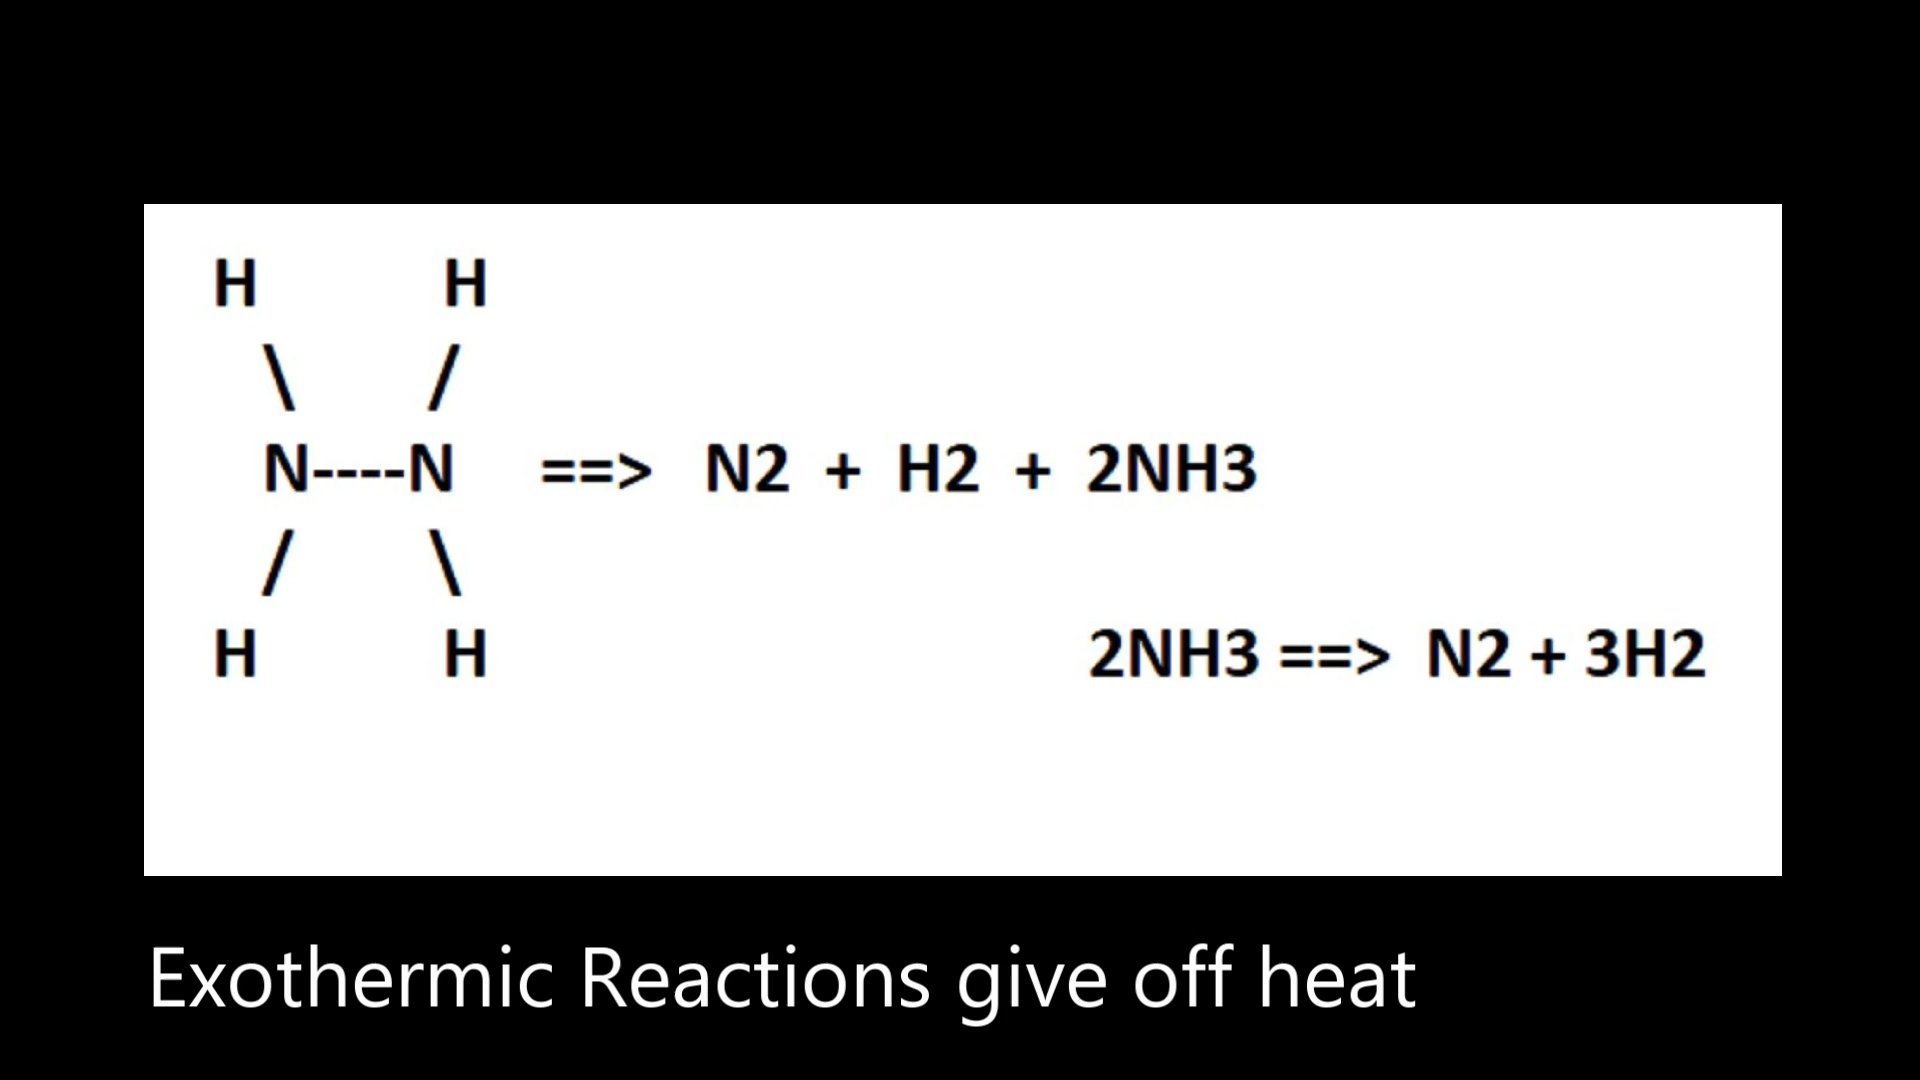 H H
\ /
N----N ==> N2 + H2 + 2NH3
/ \
H H 2NH3 ==> N2 + 3H2
Exothermic Reactions give off heat